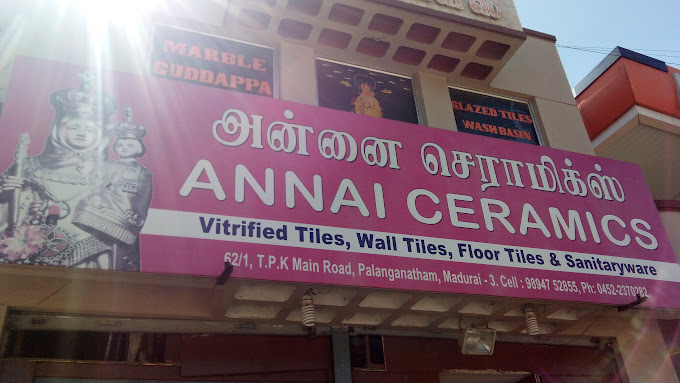 MARBLE
CUDDAPPA
GLAZED TILES
WASH BASIN
அன்னை செராமிக்ஸ்
ANNAI CERAMICS
Vitrified Tiles, Wall Tiles, Floor Tiles & Sanitaryware
62/1, T.P.K Main Road, Palanganatham, Madurai - 3. Cell : 98947 52855, Ph: 0452-2370282